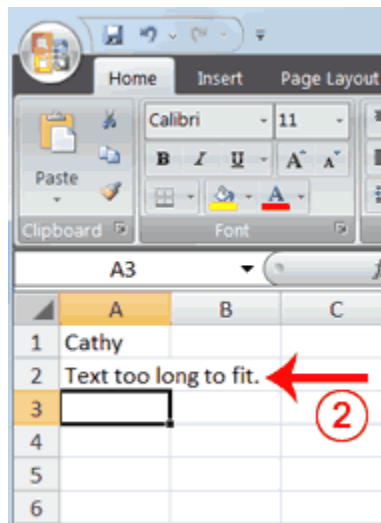 Home Insert Page Layout
Calibri 11
Paste
B I U A A
A
Clipboard Font
A3
A B C
1 Cathy
2 Text too long to fit.
2
3
4
5
6